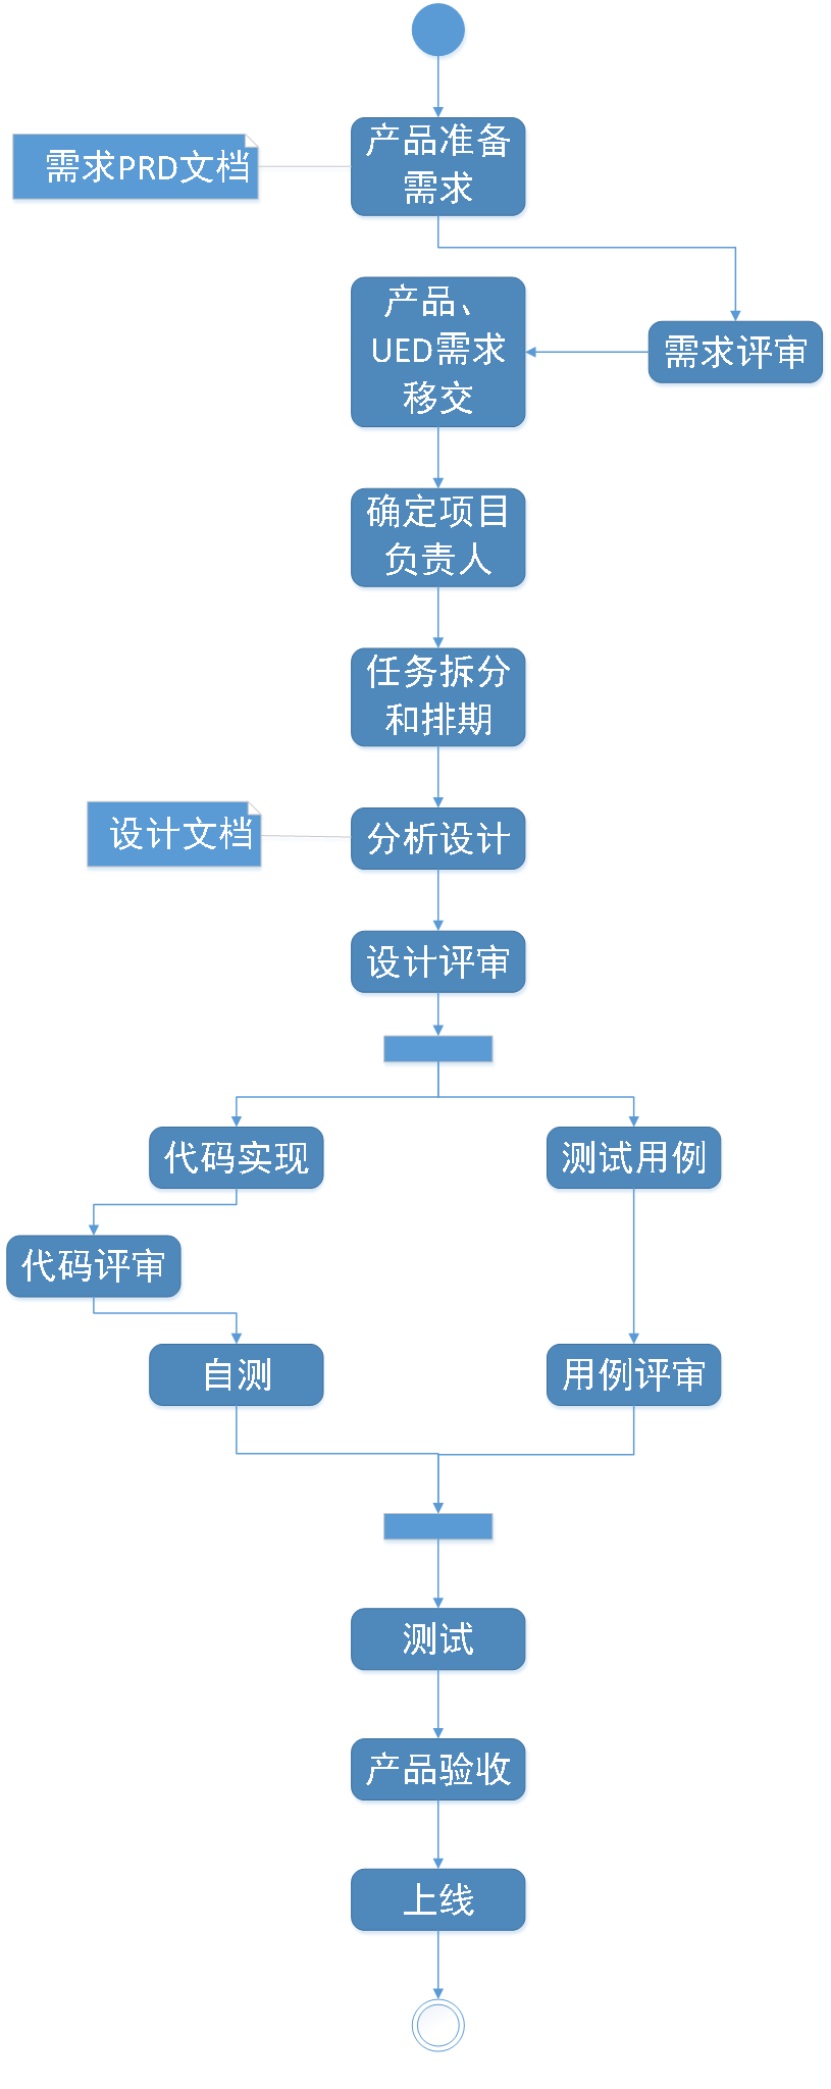 产品准备
需求
需求PRD文档
产品、
UED需求
移交
需求评审
确定项目
负责人
任务拆分
和排期
设计文档
分析设计
设计评审
代码实现
测试用例
代码评审
自测
用例评审
测试
产品验收
上线